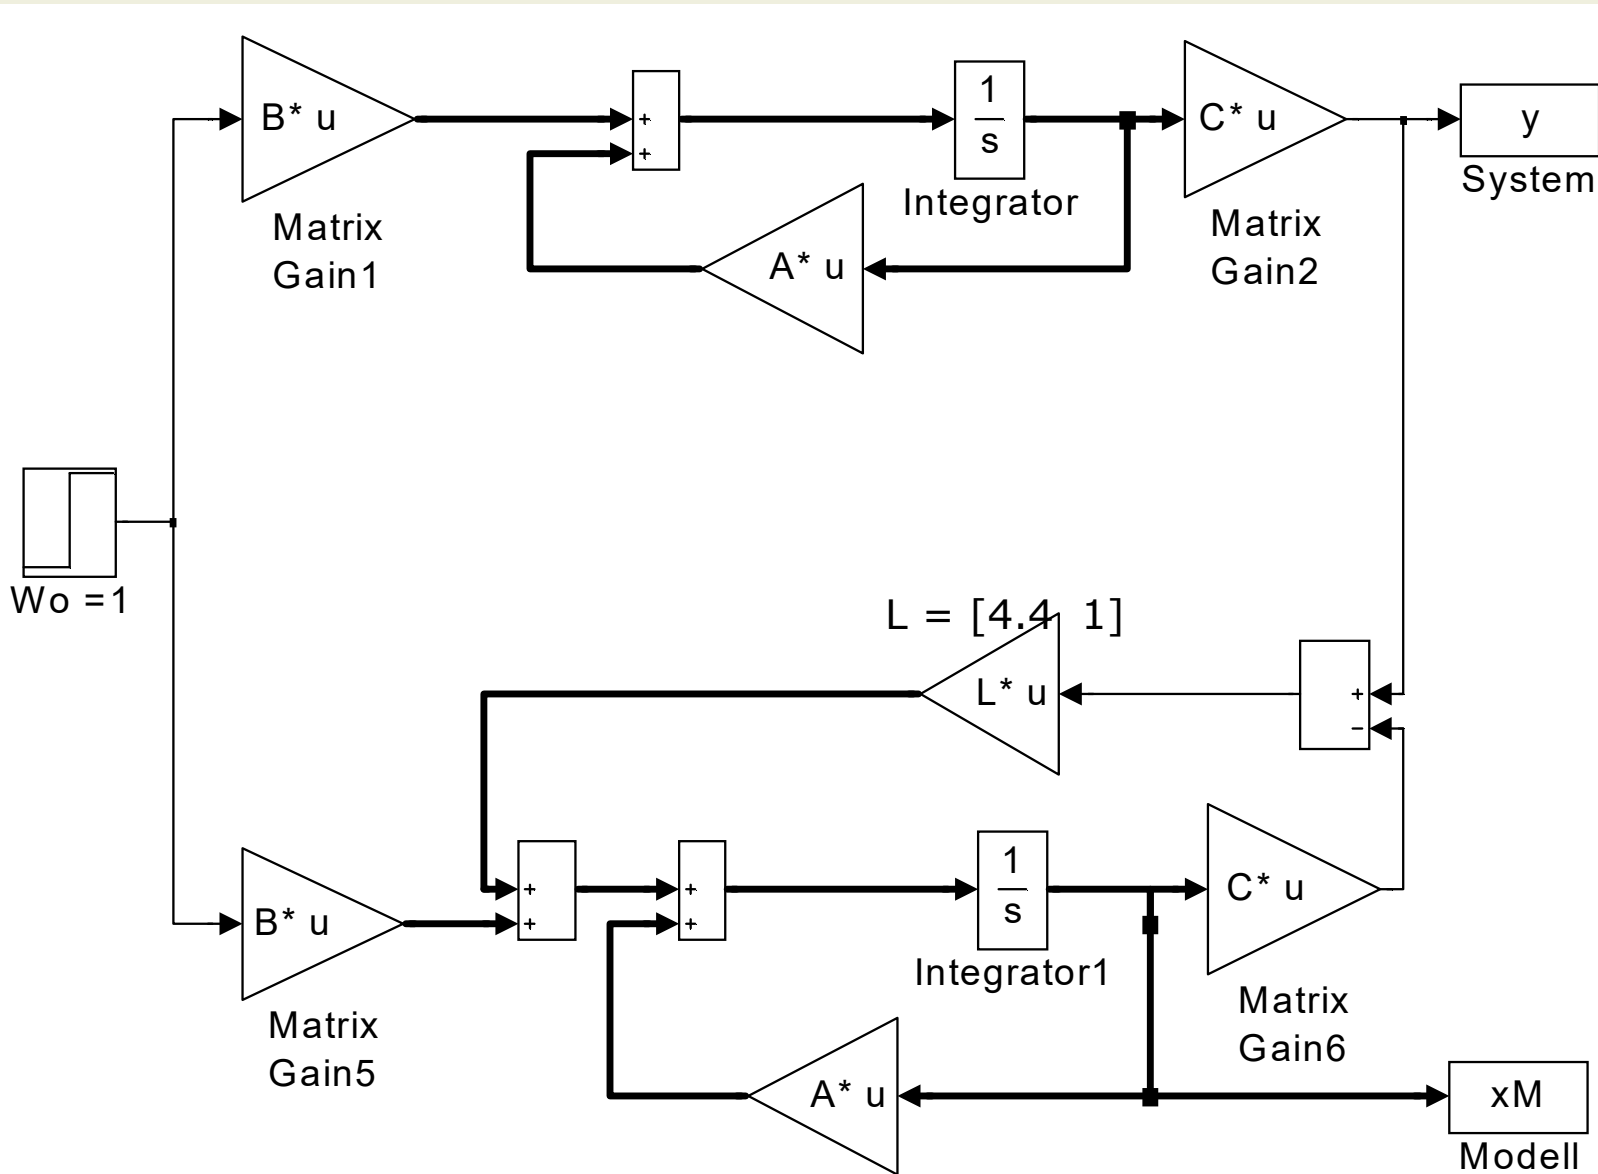 B* u
Matrix
Gain1
+
+
1
s
Integrator
A* u
C* u
Matrix
Gain2
y
System
Wo =1
L = [4.4  1]
L* u
+
−
B* u
Matrix
Gain5
+
+
+
+
1
s
Integrator1
C* u
Matrix
Gain6
A* u
xM
Modell